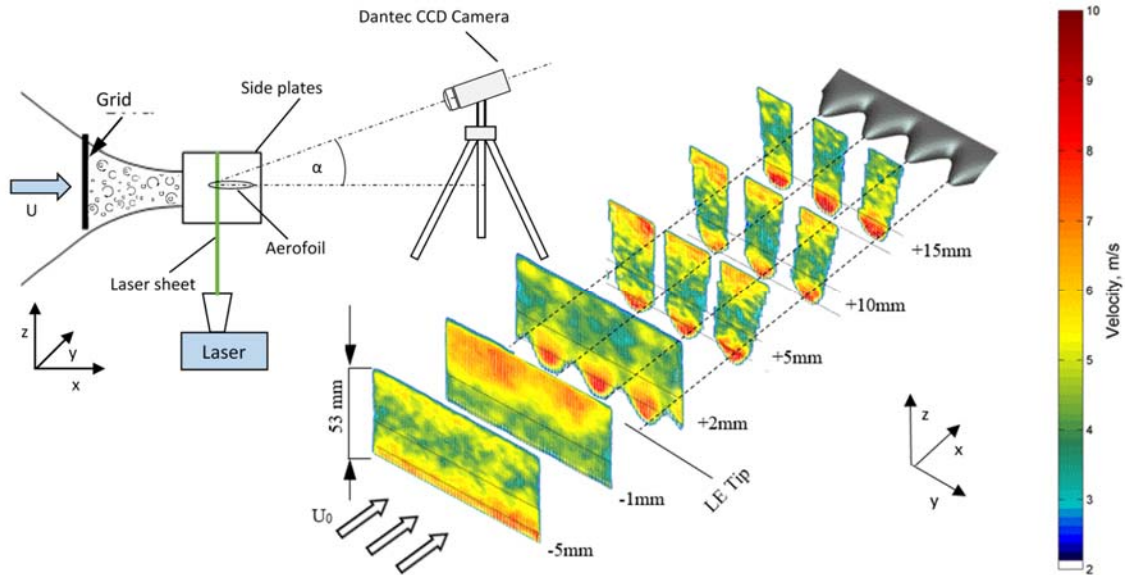 Dantec CCD Camera
Side plates
Grid
U
α
Aerofoil
Laser sheet
Laser
z
y
x
53 mm
U₀
-5mm
-1mm
LE Tip
+2mm
+5mm
+10mm
+15mm
z
x
y
10
9
8
7
6
5
4
3
2
Velocity, m/s